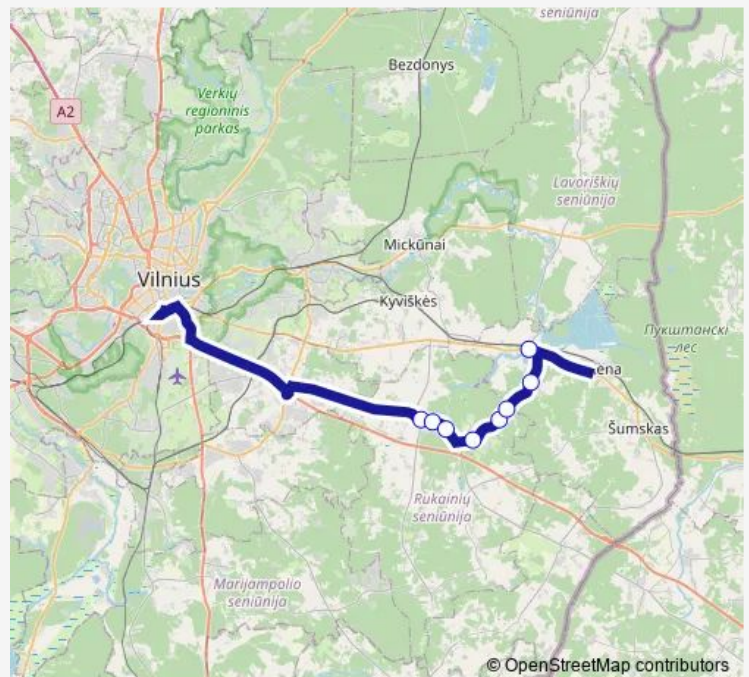 seniūnija
Bezdonys
Verkių
regioninis
parkas
A2
Lavoriškių
seniūnija
Mickūnai
Vilnius
Kyviškės
Пукштанскі
лес
ena
Šumskas
Rukainių
seniūnija
Marijampolio
seniūnija
© OpenStreetMap contributors